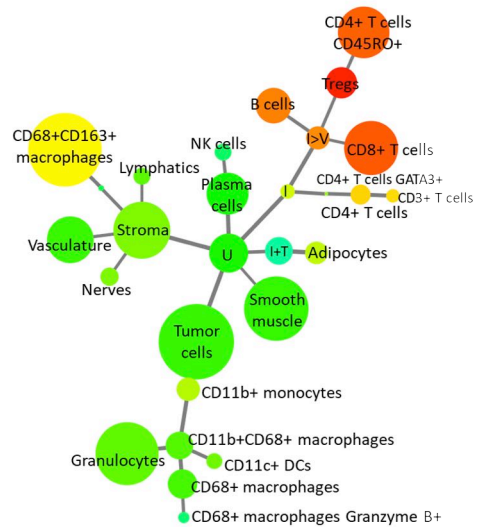 CD4+ T cells
CD45RO+
Tregs
B cells
I>V
CD8+ T cells
CD68+CD163+
macrophages
NK cells
Lymphatics
Plasma
cells
I
CD4+ T cells GATA3+
CD3+ T cells
CD4+ T cells
Stroma
Vasculature
U
I+T
Adipocytes
Nerves
Smooth
muscle
Tumor
cells
CD11b+ monocytes
CD11b+CD68+ macrophages
Granulocytes
CD11c+ DCs
CD68+ macrophages
CD68+ macrophages Granzyme B+